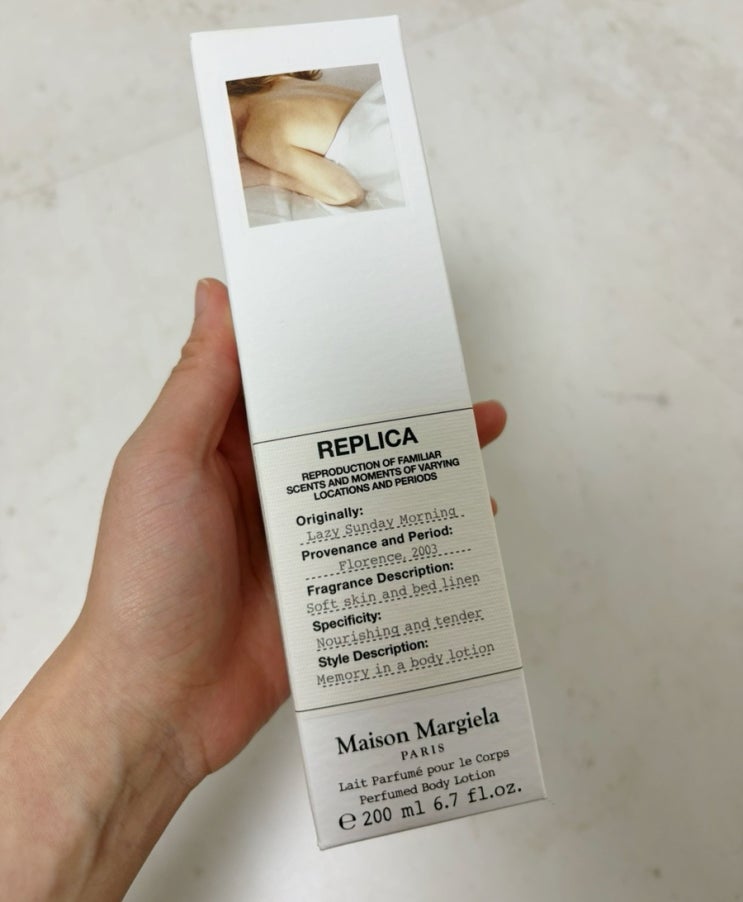 REPLICA
REPRODUCTION OF FAMILIAR
SCENTS AND MOMENTS OF VARYING
LOCATIONS AND PERIODS
Originally:
Lazy Sunday Morning
Provenance and Period:
Florence, 2003
Fragrance Description:
Soft skin and bed linen
Specificity:
Nourishing and tender
Style Description:
Memory in a body lotion
Maison Margiela
PARIS
Lait Parfumé pour le Corps
Perfumed Body Lotion
℮ 200 ml 6.7 fl.oz.